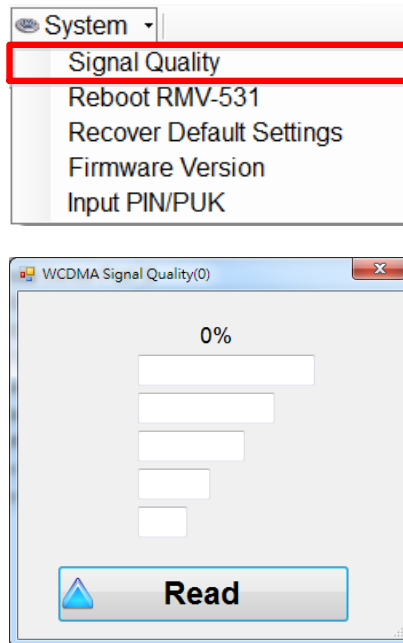 System
Signal Quality
Reboot RMV-531
Recover Default Settings
Firmware Version
Input PIN/PUK
WCDMA Signal Quality(0)
0%
Read